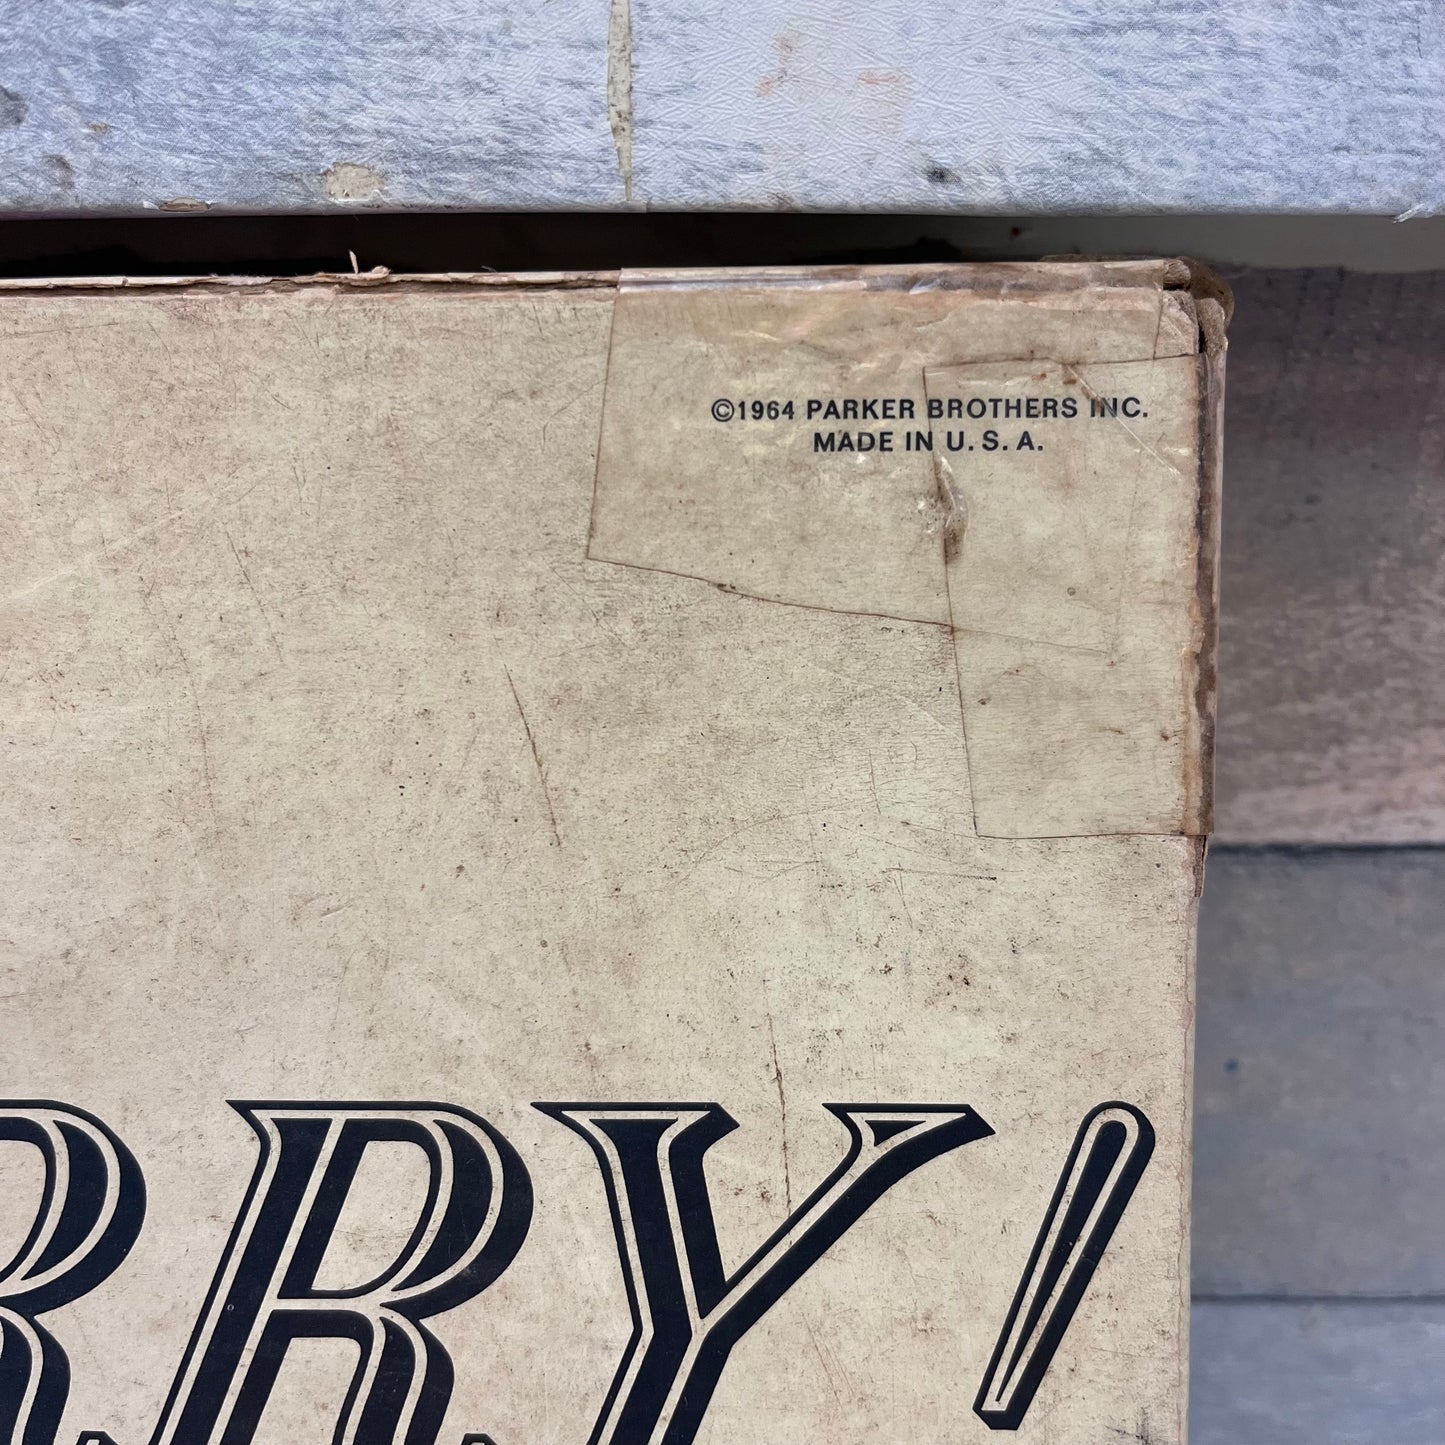 ©1964 PARKER BROTHERS INC.
MADE IN U.S.A.
RRY!